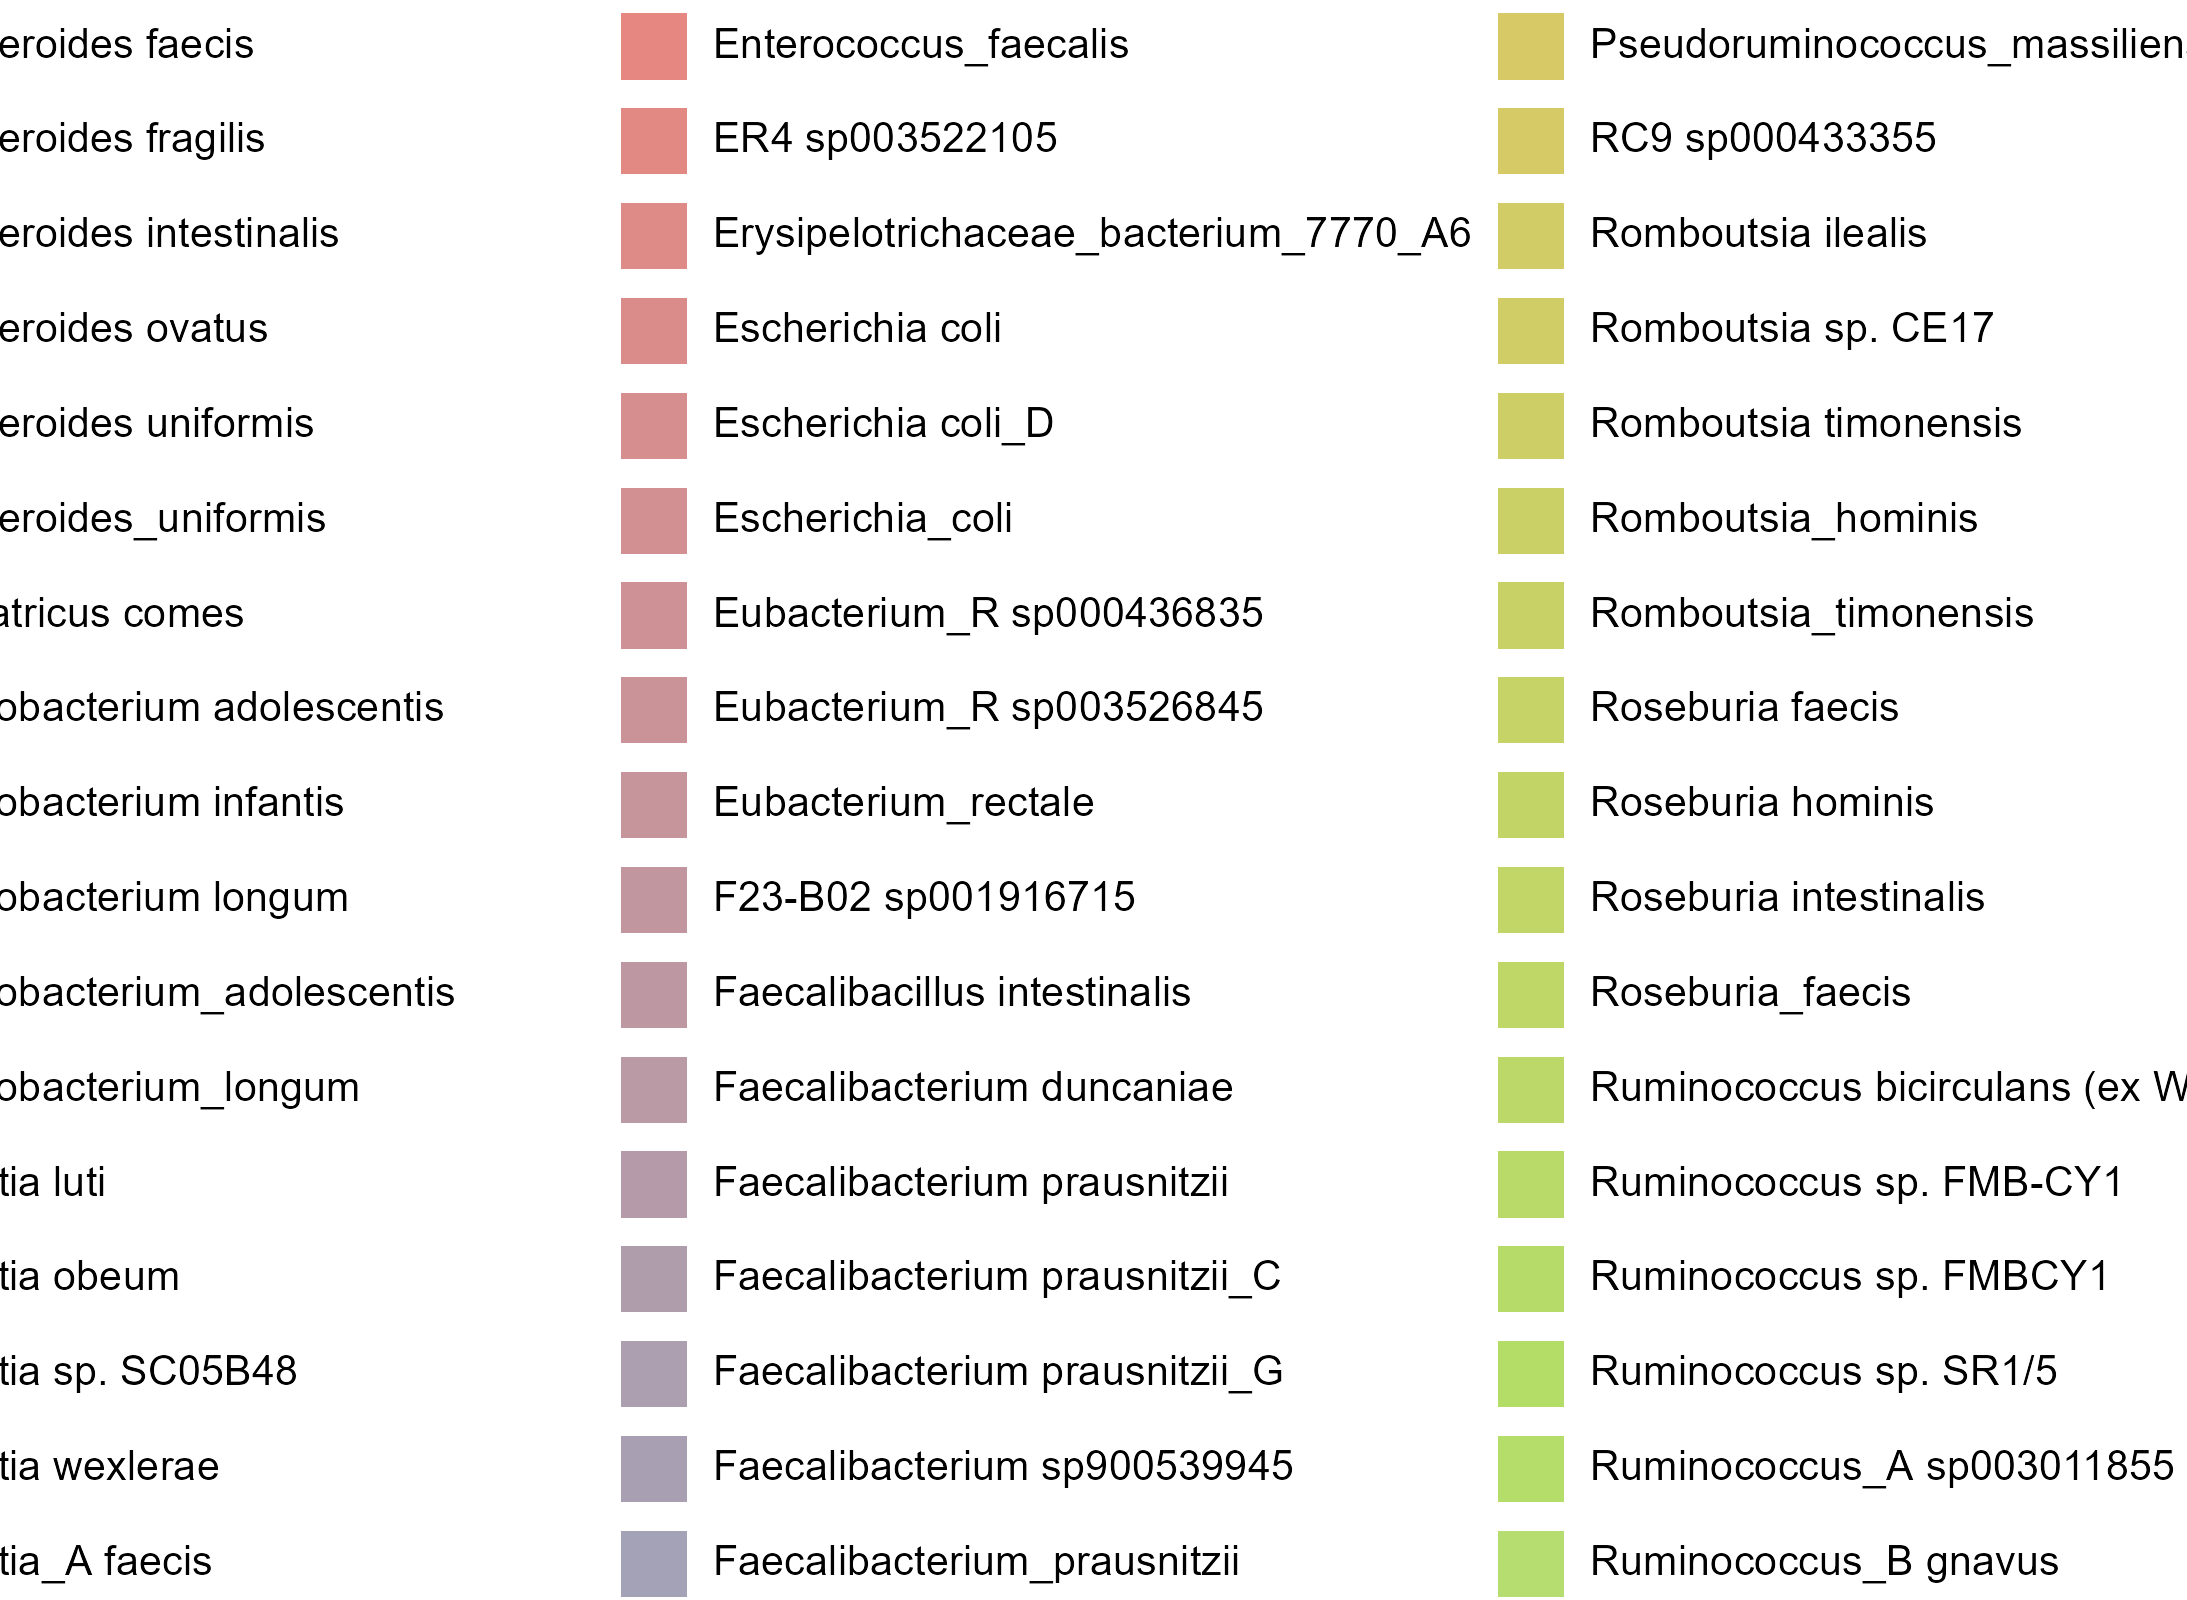 eroides faecis
eroides fragilis
eroides intestinalis
eroides ovatus
eroides uniformis
eroides_uniformis
atricus comes
obacterium adolescentis
obacterium infantis
obacterium longum
obacterium_adolescentis
obacterium_longum
tia luti
tia obeum
tia sp. SC05B48
tia wexlerae
tia_A faecis
Enterococcus_faecalis
ER4 sp003522105
Erysipelotrichaceae_bacterium_7770_A6
Escherichia coli
Escherichia coli_D
Escherichia_coli
Eubacterium_R sp000436835
Eubacterium_R sp003526845
Eubacterium_rectale
F23-B02 sp001916715
Faecalibacillus intestinalis
Faecalibacterium duncaniae
Faecalibacterium prausnitzii
Faecalibacterium prausnitzii_C
Faecalibacterium prausnitzii_G
Faecalibacterium sp900539945
Faecalibacterium_prausnitzii
Pseudoruminococcus_massiliens
RC9 sp000433355
Romboutsia ilealis
Romboutsia sp. CE17
Romboutsia timonensis
Romboutsia_hominis
Romboutsia_timonensis
Roseburia faecis
Roseburia hominis
Roseburia intestinalis
Roseburia_faecis
Ruminococcus bicirculans (ex W
Ruminococcus sp. FMB-CY1
Ruminococcus sp. FMBCY1
Ruminococcus sp. SR1/5
Ruminococcus_A sp003011855
Ruminococcus_B gnavus